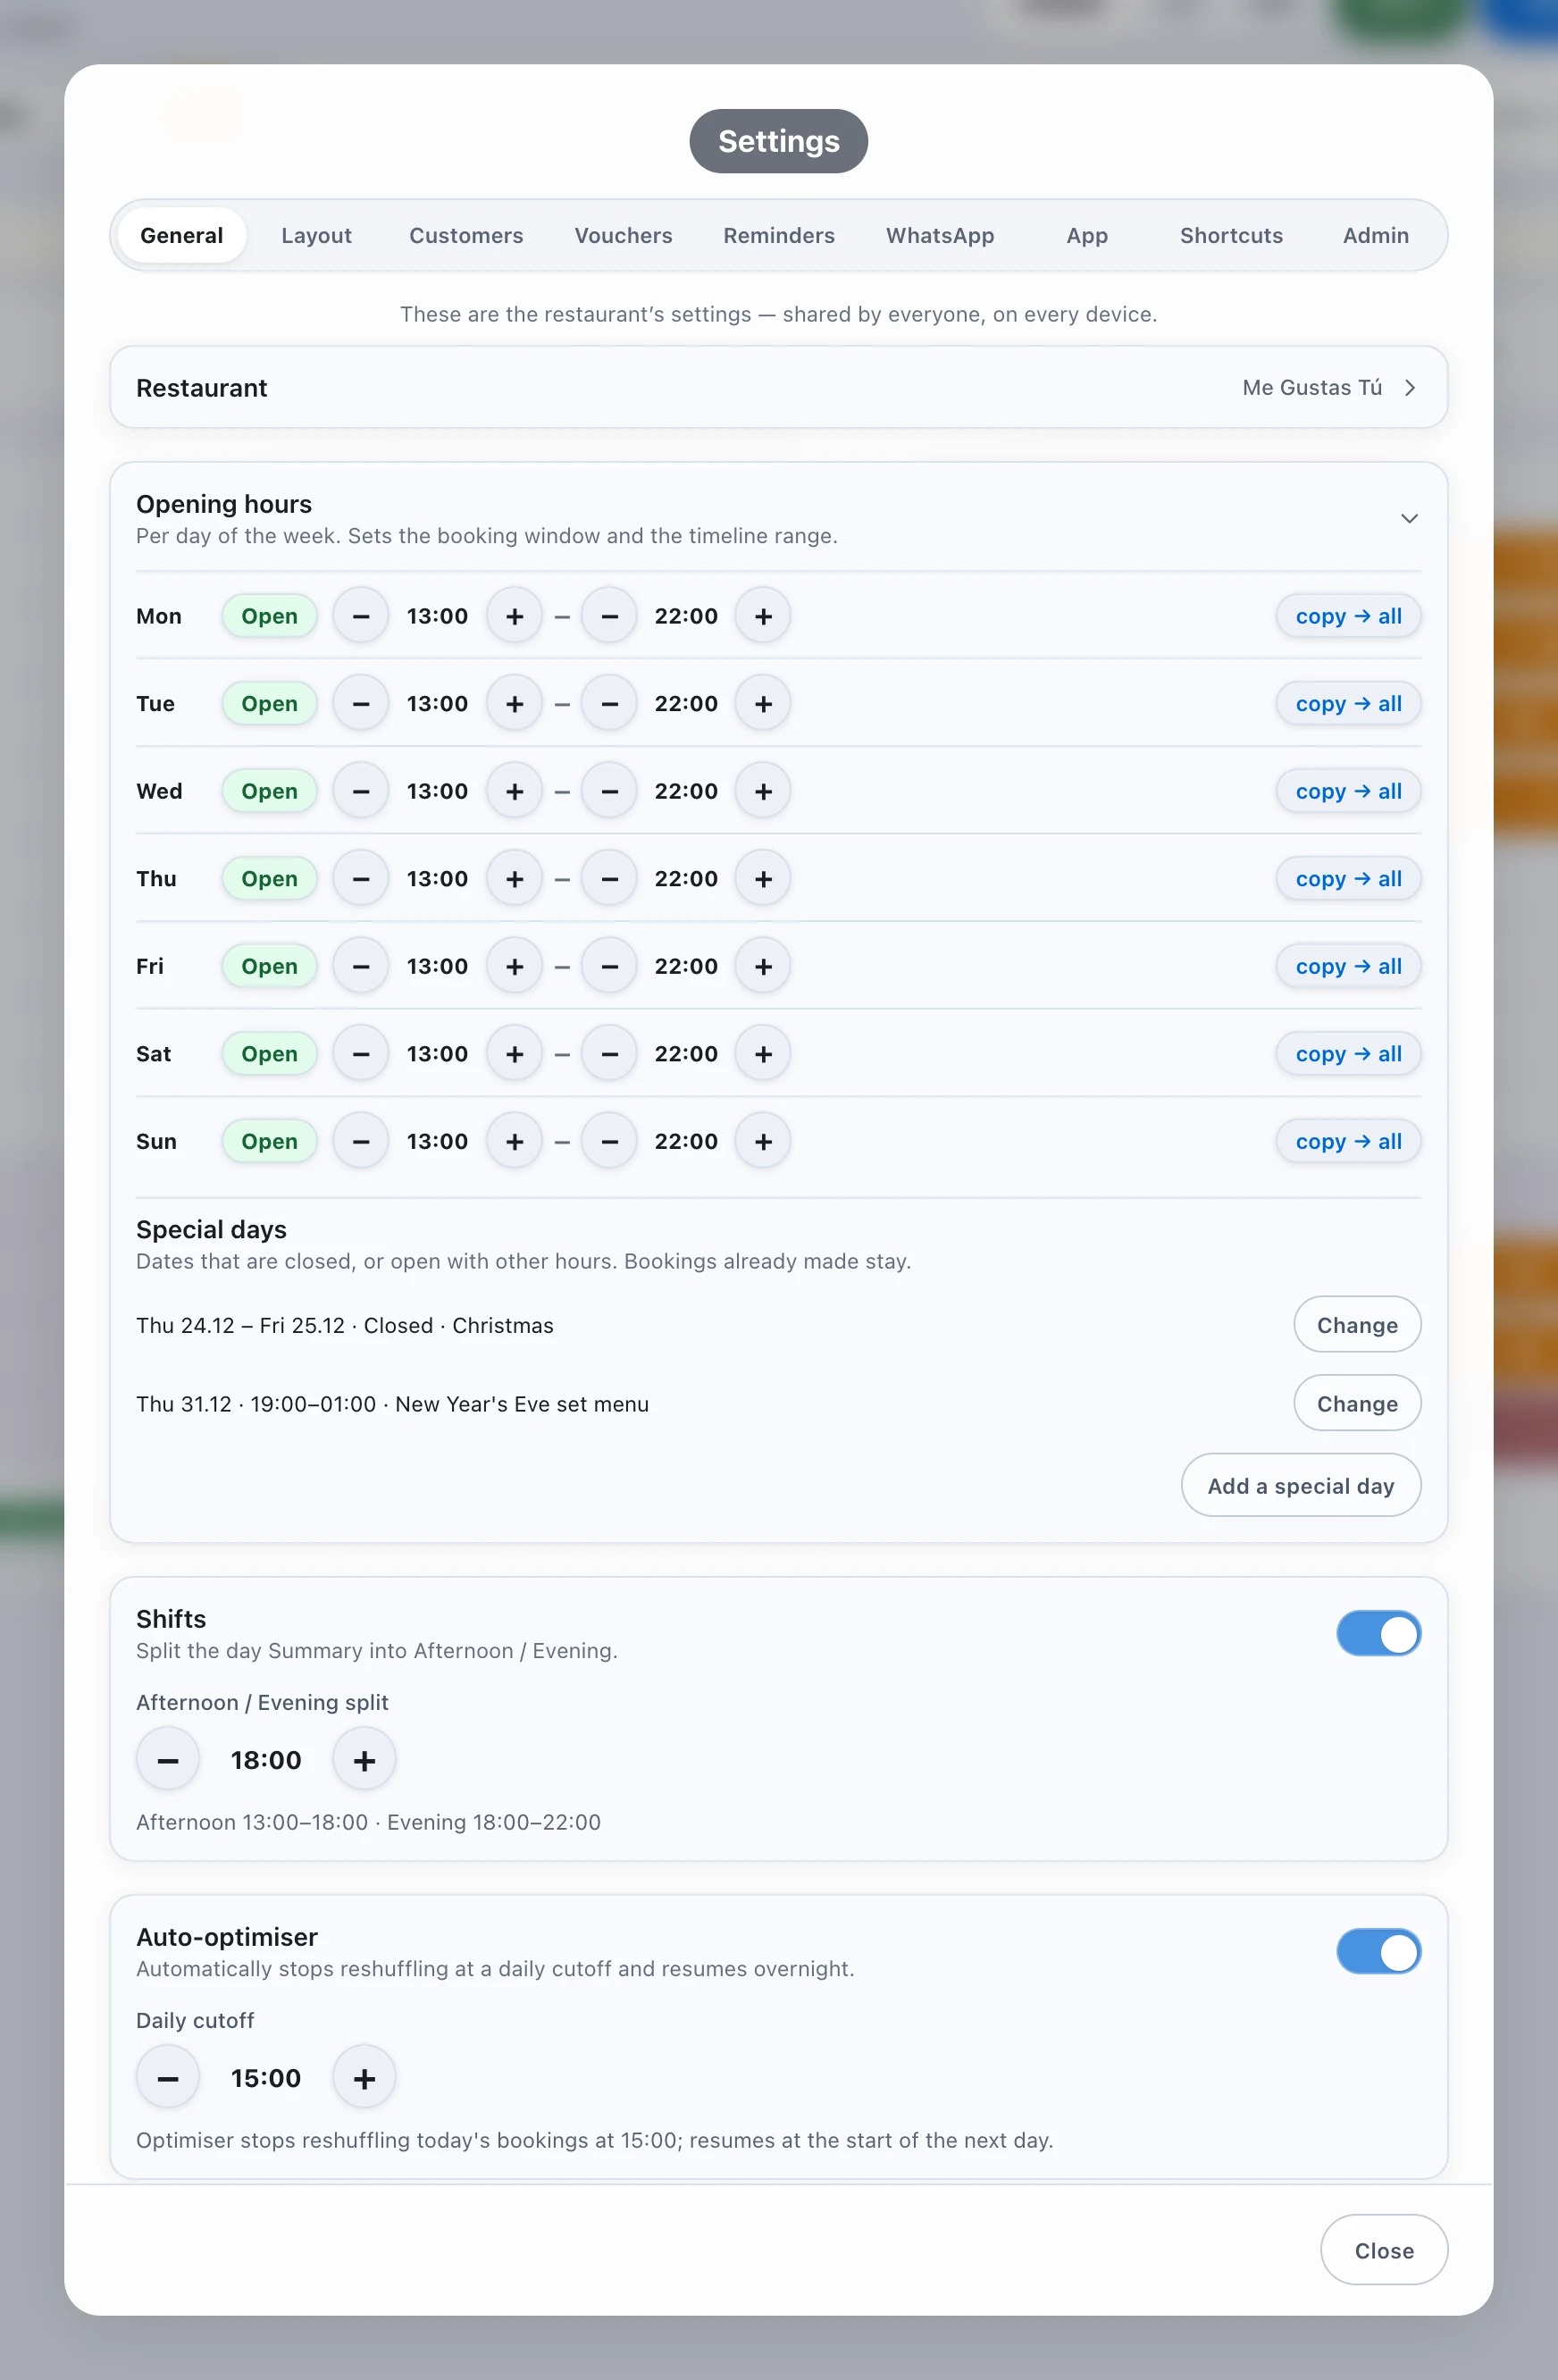 Settings
General Layout Customers Vouchers Reminders WhatsApp App Shortcuts Admin
These are the restaurant’s settings — shared by everyone, on every device.
Restaurant Me Gustas Tú
Opening hours
Per day of the week. Sets the booking window and the timeline range.
Mon Open − 13:00 + – − 22:00 + copy → all
Tue Open − 13:00 + – − 22:00 + copy → all
Wed Open − 13:00 + – − 22:00 + copy → all
Thu Open − 13:00 + – − 22:00 + copy → all
Fri Open − 13:00 + – − 22:00 + copy → all
Sat Open − 13:00 + – − 22:00 + copy → all
Sun Open − 13:00 + – − 22:00 + copy → all
Special days
Dates that are closed, or open with other hours. Bookings already made stay.
Thu 24.12 – Fri 25.12 · Closed · Christmas Change
Thu 31.12 · 19:00–01:00 · New Year's Eve set menu Change
Add a special day
Shifts
Split the day Summary into Afternoon / Evening.
Afternoon / Evening split
− 18:00 +
Afternoon 13:00–18:00 · Evening 18:00–22:00
Auto-optimiser
Automatically stops reshuffling at a daily cutoff and resumes overnight.
Daily cutoff
− 15:00 +
Optimiser stops reshuffling today's bookings at 15:00; resumes at the start of the next day.
Close